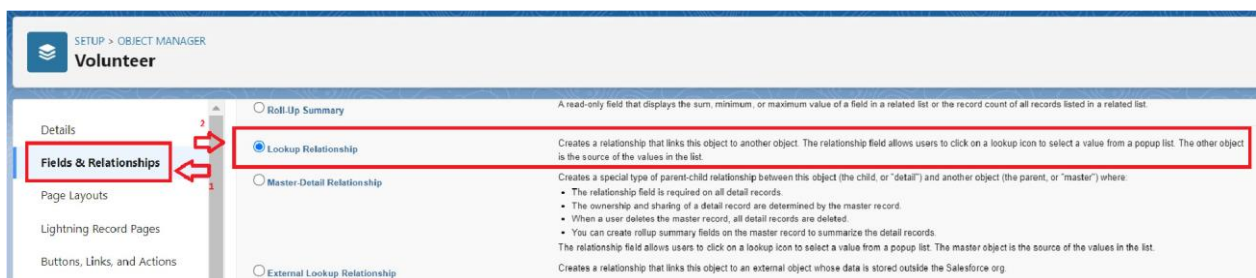 SETUP > OBJECT MANAGER
Volunteer
Details
2
Fields & Relationships
1
Page Layouts
Lightning Record Pages
Buttons, Links, and Actions
Roll-Up Summary
A read-only field that displays the sum, minimum, or maximum value of a field in a related list or the record count of all records listed in a related list.
Lookup Relationship
Creates a relationship that links this object to another object. The relationship field allows users to click on a lookup icon to select a value from a popup list. The other object
is the source of the values in the list.
Master-Detail Relationship
Creates a special type of parent-child relationship between this object (the child, or "detail") and another object (the parent, or "master") where:
• The relationship field is required on all detail records.
• The ownership and sharing of a detail record are determined by the master record.
• When a user deletes the master record, all detail records are deleted.
• You can create rollup summary fields on the master record to summarize the detail records.
The relationship field allows users to click on a lookup icon to select a value from a popup list. The master object is the source of the values in the list.
External Lookup Relationship
Creates a relationship that links this object to an external object whose data is stored outside the Salesforce org.